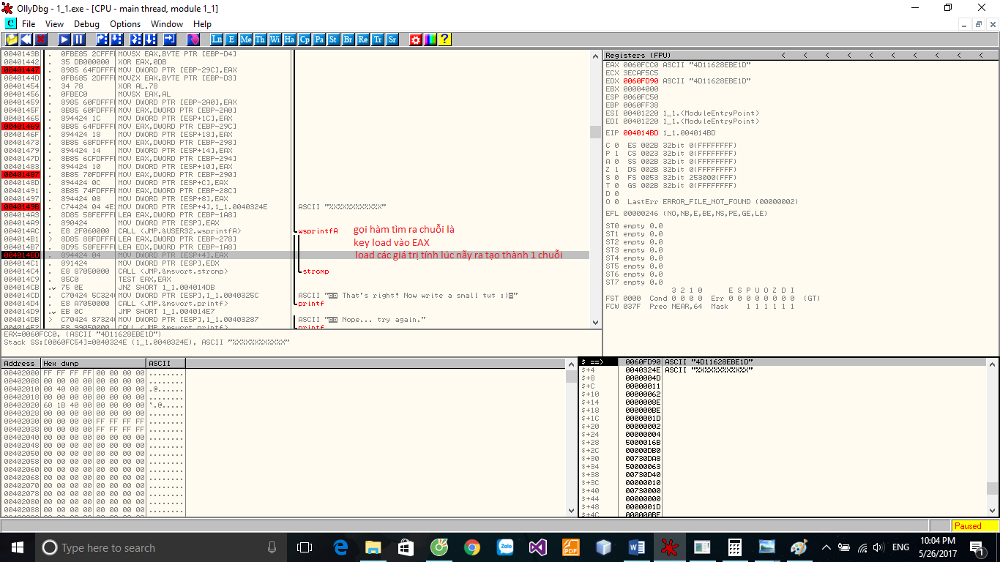 OllyDbg - 1_1.exe - [CPU - main thread, module 1_1]
C File View Debug Options Window Help
Ln E Me Th Wi Ha Cp Pa St Br Re Tr Sr
0040143B . 0FBE85 2CFFFF MOVSX EAX,BYTE PTR [EBP-D4]
00401442 . 35 DB000000 XOR EAX,0DB
00401447 . 8985 64FDFFF MOV DWORD PTR [EBP-29C],EAX
0040144D . 0FB685 2DFFFF MOVZX EAX,BYTE PTR [EBP-D3]
00401454 . 34 78 XOR AL,78
00401456 . 0FBEC0 MOVSX EAX,AL
00401459 . 8985 60FDFFF MOV DWORD PTR [EBP-2A0],EAX
0040145F . 8B85 60FDFFF MOV EAX,DWORD PTR [EBP-2A0]
00401465 . 894424 1C MOV DWORD PTR [ESP+1C],EAX
00401469 . 8B85 64FDFFF MOV EAX,DWORD PTR [EBP-29C]
0040146F . 894424 18 MOV DWORD PTR [ESP+18],EAX
00401473 . 8B85 68FDFFF MOV EAX,DWORD PTR [EBP-298]
00401479 . 894424 14 MOV DWORD PTR [ESP+14],EAX
0040147D . 8B85 6CFDFFF MOV EAX,DWORD PTR [EBP-294]
00401483 . 894424 10 MOV DWORD PTR [ESP+10],EAX
00401487 . 8B85 70FDFFF MOV EAX,DWORD PTR [EBP-290]
0040148D . 894424 0C MOV DWORD PTR [ESP+C],EAX
00401491 . 8B85 74FDFFF MOV EAX,DWORD PTR [EBP-28C]
00401497 . 894424 08 MOV DWORD PTR [ESP+8],EAX
0040149B . C74424 04 4E MOV DWORD PTR [ESP+4],1_1.0040324E ASCII "%X%X%X%X%X%X"
004014A3 . 8D85 58FEFFF LEA EAX,DWORD PTR [EBP-1A8]
004014A9 . 890424 MOV DWORD PTR [ESP],EAX
004014AC . E8 2F060000 CALL <JMP.&USER32.wsprintfA> wsprintfA
004014B1 > 8D85 88FDFFF LEA EAX,DWORD PTR [EBP-278]
004014B7 . 8D95 58FEFFF LEA EDX,DWORD PTR [EBP-1A8]
004014BD . 894424 04 MOV DWORD PTR [ESP+4],EAX
004014C1 . 891424 MOV DWORD PTR [ESP],EDX
004014C4 . E8 87050000 CALL <JMP.&msvcrt.strcmp> strcmp
004014C9 . 85C0 TEST EAX,EAX
004014CB .v 75 0E JNZ SHORT 1_1.004014DB
004014CD . C70424 5C324 MOV DWORD PTR [ESP],1_1.0040325C ASCII " That's right! Now write a small tut :)"
004014D4 . E8 A7050000 CALL <JMP.&msvcrt.printf> printf
004014D9 .v EB 0C JMP SHORT 1_1.004014E7
004014DB > C70424 87324 MOV DWORD PTR [ESP],1_1.00403287 ASCII " Nope... try again."
004014E2 . E8 99050000 CALL <JMP.&msvcrt.printf> printf
gọi hàm tìm ra chuỗi là
key load vào EAX
load các giá trị tính lúc nãy ra tạo thành 1 chuỗi
EAX=0060FCC0, (ASCII "4D11628EBE1D")
Stack SS:[0060FC54]=0040324E (1_1.0040324E), ASCII "%X%X%X%X%X%X"
Registers (FPU) < < < < < < < < < <
EAX 0060FCC0 ASCII "4D11628EBE1D"
ECX 3ECAF5C5
EDX 0060FD90 ASCII "4D11628EBE1D"
EBX 00004000
ESP 0060FC50
EBP 0060FF38
ESI 00401220 1_1.<ModuleEntryPoint>
EDI 00401220 1_1.<ModuleEntryPoint>
EIP 004014BD 1_1.004014BD
C 0 ES 002B 32bit 0(FFFFFFFF)
P 1 CS 0023 32bit 0(FFFFFFFF)
A 0 SS 002B 32bit 0(FFFFFFFF)
Z 1 DS 002B 32bit 0(FFFFFFFF)
S 0 FS 0053 32bit 253000(FFF)
T 0 GS 002B 32bit 0(FFFFFFFF)
D 0
O 0 LastErr ERROR_FILE_NOT_FOUND (00000002)
EFL 00000246 (NO,NB,E,BE,NS,PE,GE,LE)
ST0 empty 0.0
ST1 empty 0.0
ST2 empty 0.0
ST3 empty 0.0
ST4 empty 0.0
ST5 empty 0.0
ST6 empty 0.0
ST7 empty 0.0
3 2 1 0 E S P U O Z D I
FST 0000 Cond 0 0 0 0 Err 0 0 0 0 0 0 0 0 (GT)
FCW 037F Prec NEAR,64 Mask 1 1 1 1 1 1
Address Hex dump ASCII
00402000 FF FF FF FF 00 00 00 00 ........
00402008 00 00 00 00 00 00 00 00 ........
00402010 00 40 00 00 00 00 00 00 .@......
00402018 00 00 00 00 00 00 00 00 ........
00402020 60 1B 40 00 00 00 00 00 `.@.....
00402028 00 00 00 00 00 00 00 00 ........
00402030 00 00 00 00 FF FF FF FF ........
00402038 00 00 00 00 FF FF FF FF ........
00402040 00 00 00 00 00 00 00 00 ........
00402048 00 00 00 00 00 00 00 00 ........
00402050 00 00 00 00 00 00 00 00 ........
00402058 00 00 00 00 00 00 00 00 ........
00402060 00 00 00 00 00 00 00 00 ........
00402068 00 00 00 00 00 00 00 00 ........
00402070 00 00 00 00 00 00 00 00 ........
00402078 00 00 00 00 00 00 00 00 ........
00402080 00 00 00 00 00 00 00 00 ........
00402088 00 00 00 00 00 00 00 00 ........
$ ==> 0060FD90 ASCII "4D11628EBE1D"
$+4 0040324E ASCII "%X%X%X%X%X%X"
$+8 0000004D
$+C 00000011
$+10 00000062
$+14 0000008E
$+18 000000BE
$+1C 0000001D
$+20 00000002
$+24 00000004
$+28 5000016B
$+2C 00000DB0
$+30 00730DA8
$+34 50000063
$+38 00730D40
$+3C 00000010
$+40 00730000
$+44 00000000
$+48 0000001D
$+4C 000000BE
Paused
Type here to search
Zalo
PDF
ENG
10:04 PM
5/26/2017
1